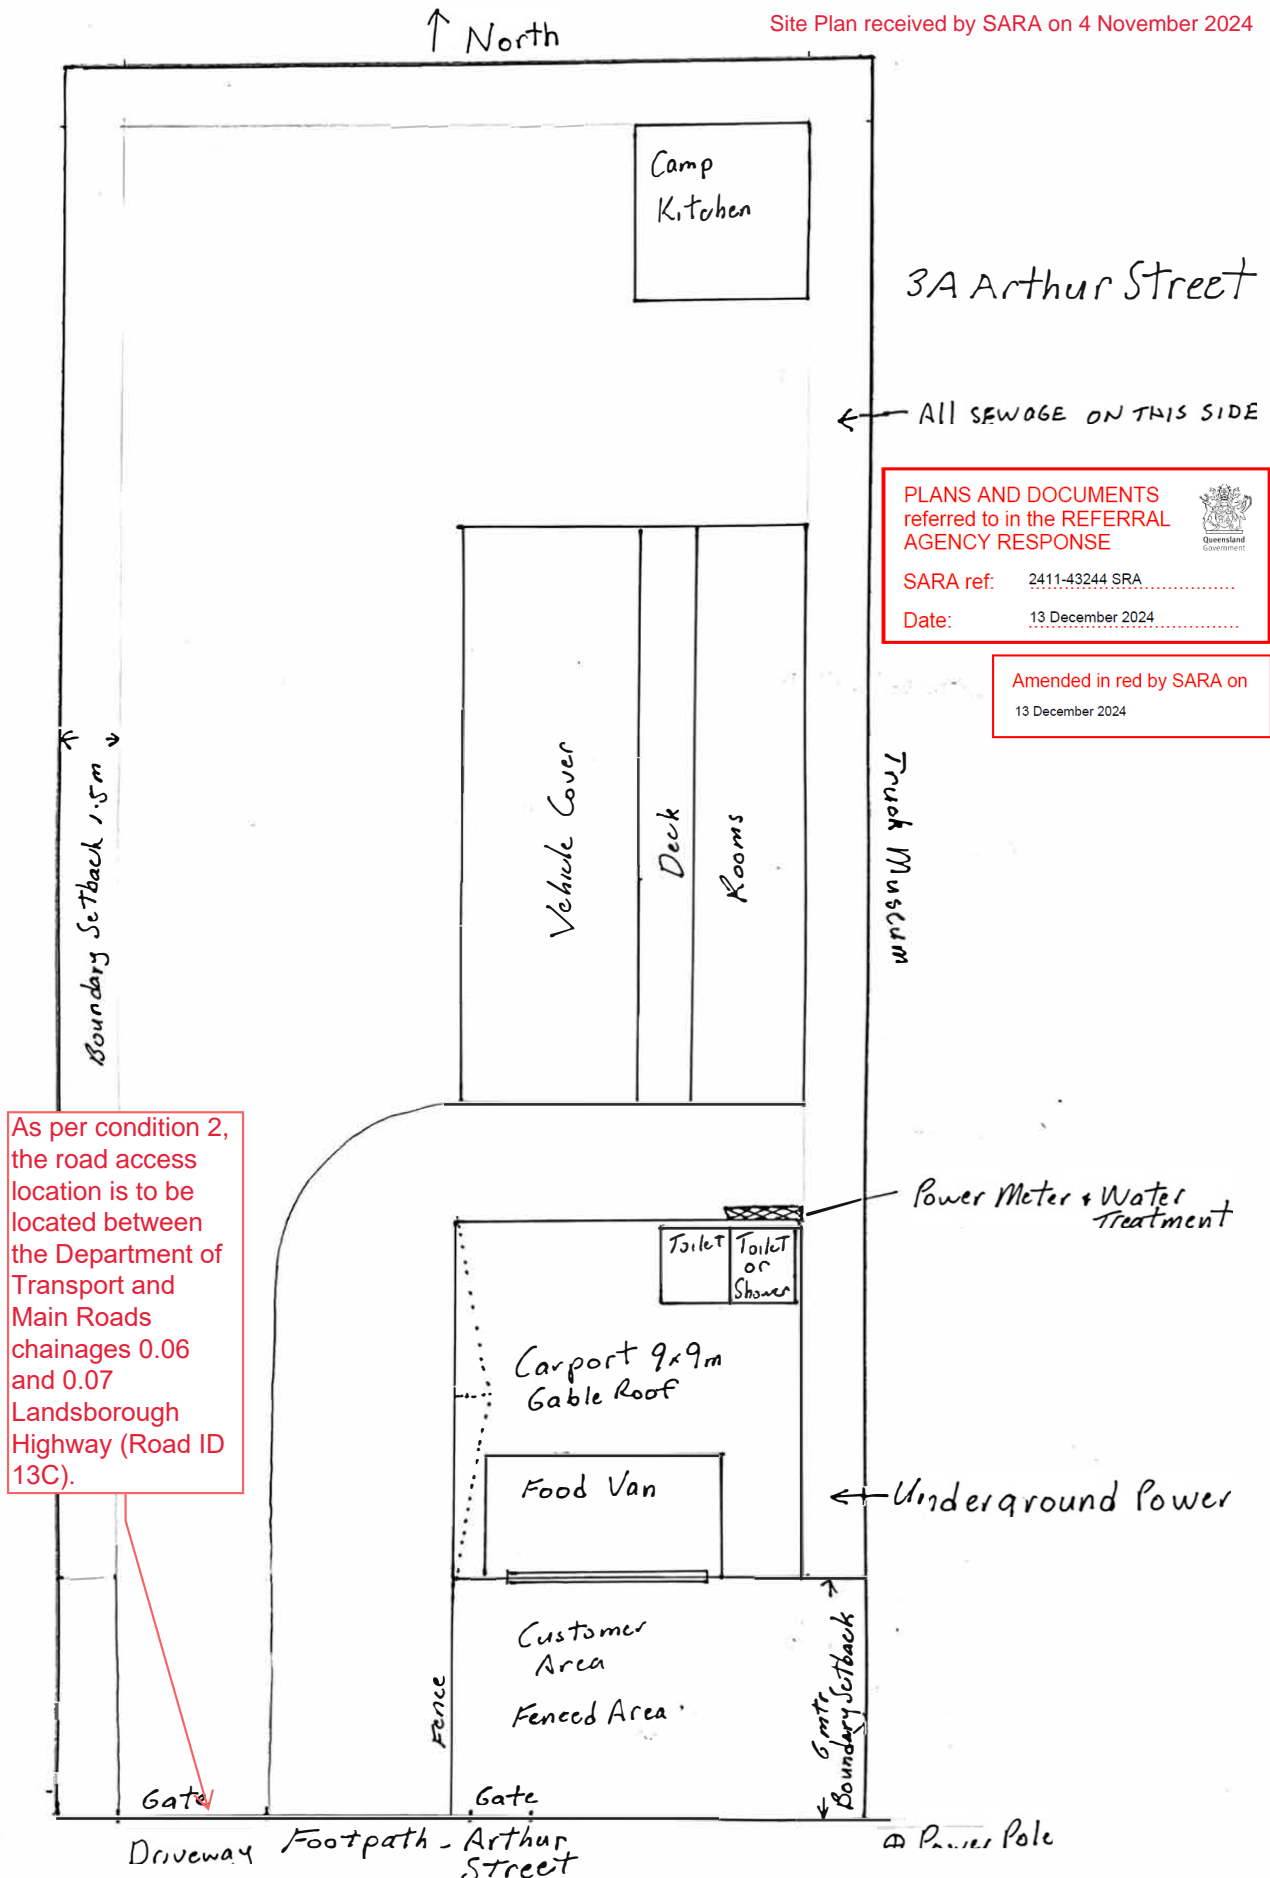 Site Plan received by SARA on 4 November 2024
North
Camp
Kitchen
3A Arthur Street
All SEWAGE ON THIS SIDE
PLANS AND DOCUMENTS
referred to in the REFERRAL
AGENCY RESPONSE
Queensland
Government
SARA ref: 2411-43244 SRA
Date: 13 December 2024
Amended in red by SARA on
13 December 2024
Boundary Setback 1.5m
Vehicle Cover
Deck
Rooms
Truck Museum
As per condition 2,
the road access
location is to be
located between
the Department of
Transport and
Main Roads
chainages 0.06
and 0.07
Landsborough
Highway (Road ID
13C).
Power Meter & Water
Treatment
Toilet
Toilet
or
Shower
Carport 9x9m
Gable Roof
Food Van
Underground Power
Customer
Area
Fenced Area
Fence
6 mtr
Boundary Setback
Gate
Gate
Driveway
Footpath - Arthur
Street
Power Pole